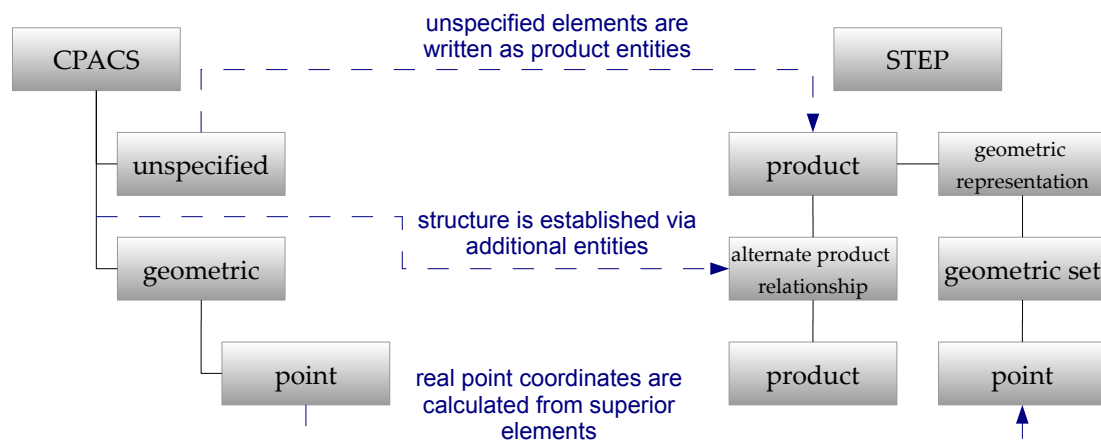 unspecified elements are
written as product entities
CPACS
STEP
unspecified
product
geometric
representation
structure is established via
additional entities
geometric
alternate product
relationship
geometric set
point
real point coordinates are
calculated from superior
elements
product
point